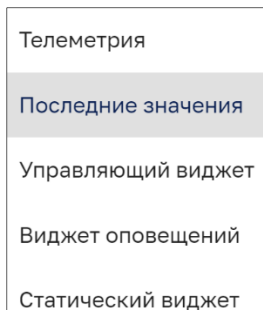 Телеметрия
Последние значения
Управляющий виджет
Виджет оповещений
Статический виджет